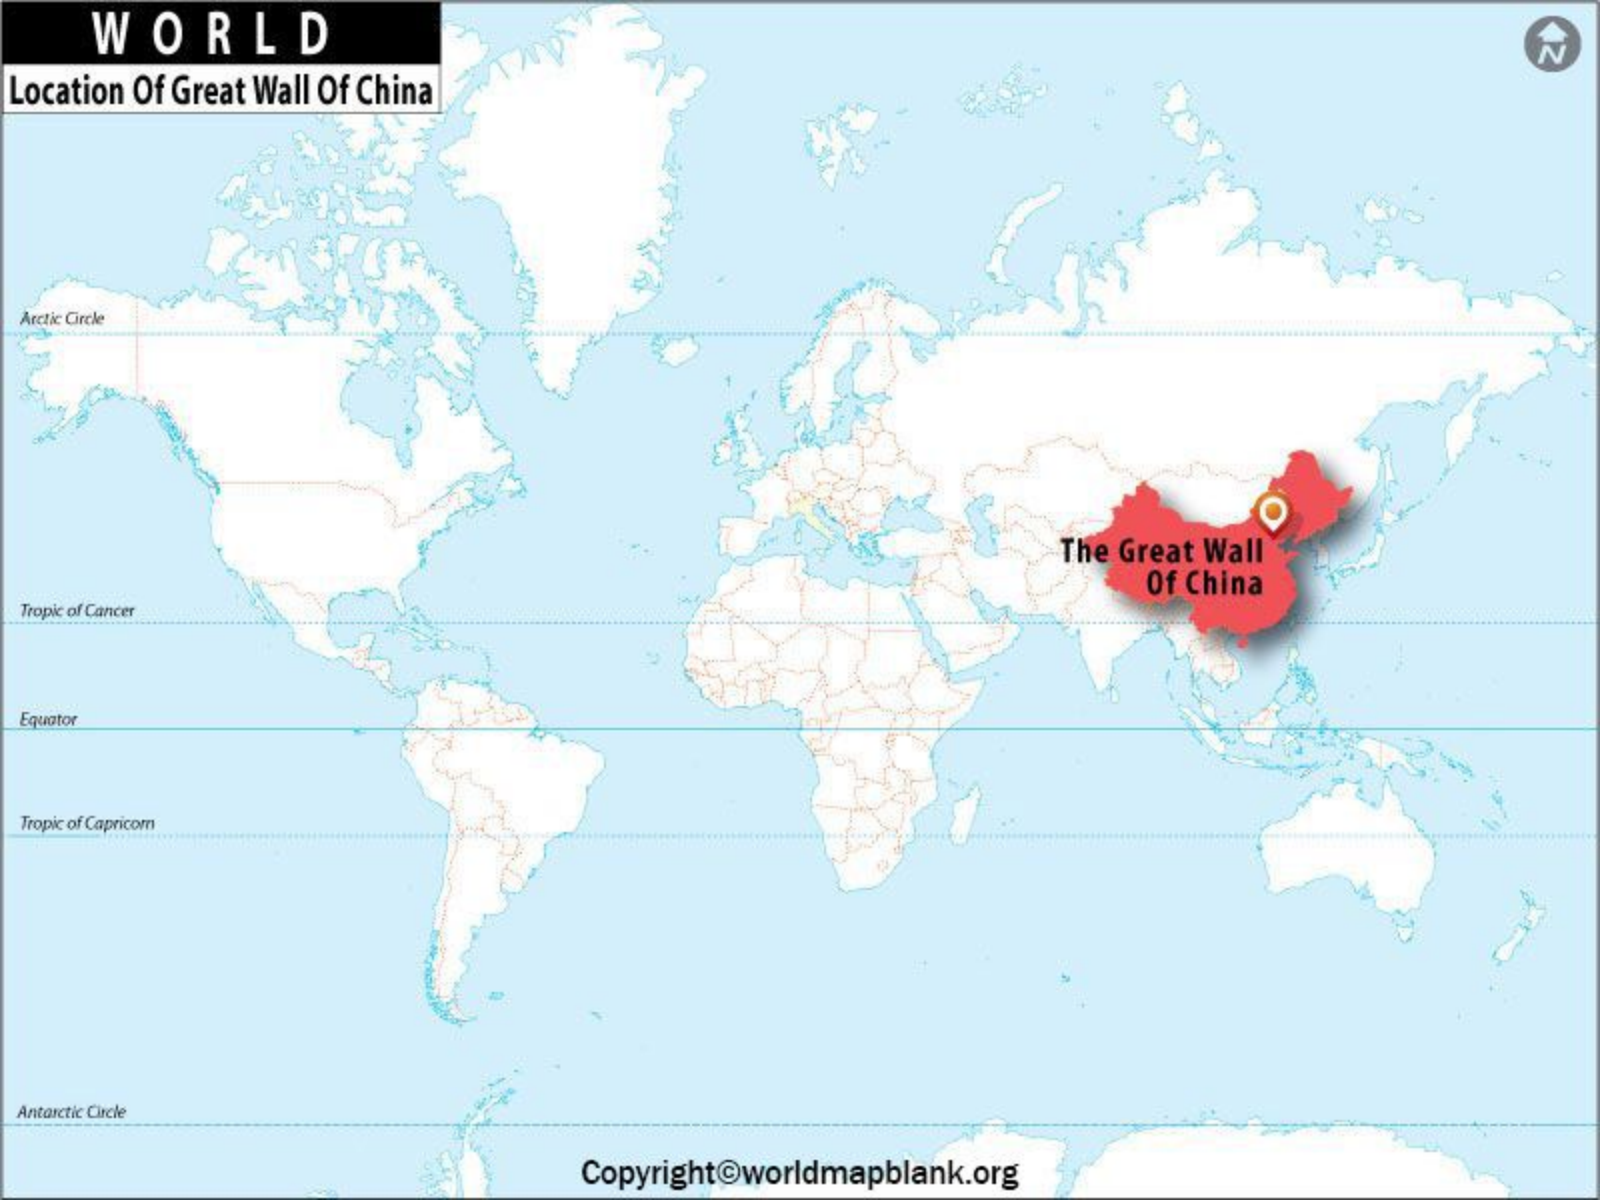 WORLD
Location Of Great Wall Of China
N
Arctic Circle
The Great Wall
Of China
Tropic of Cancer
Equator
Tropic of Capricorn
Antarctic Circle
Copyright©worldmapblank.org